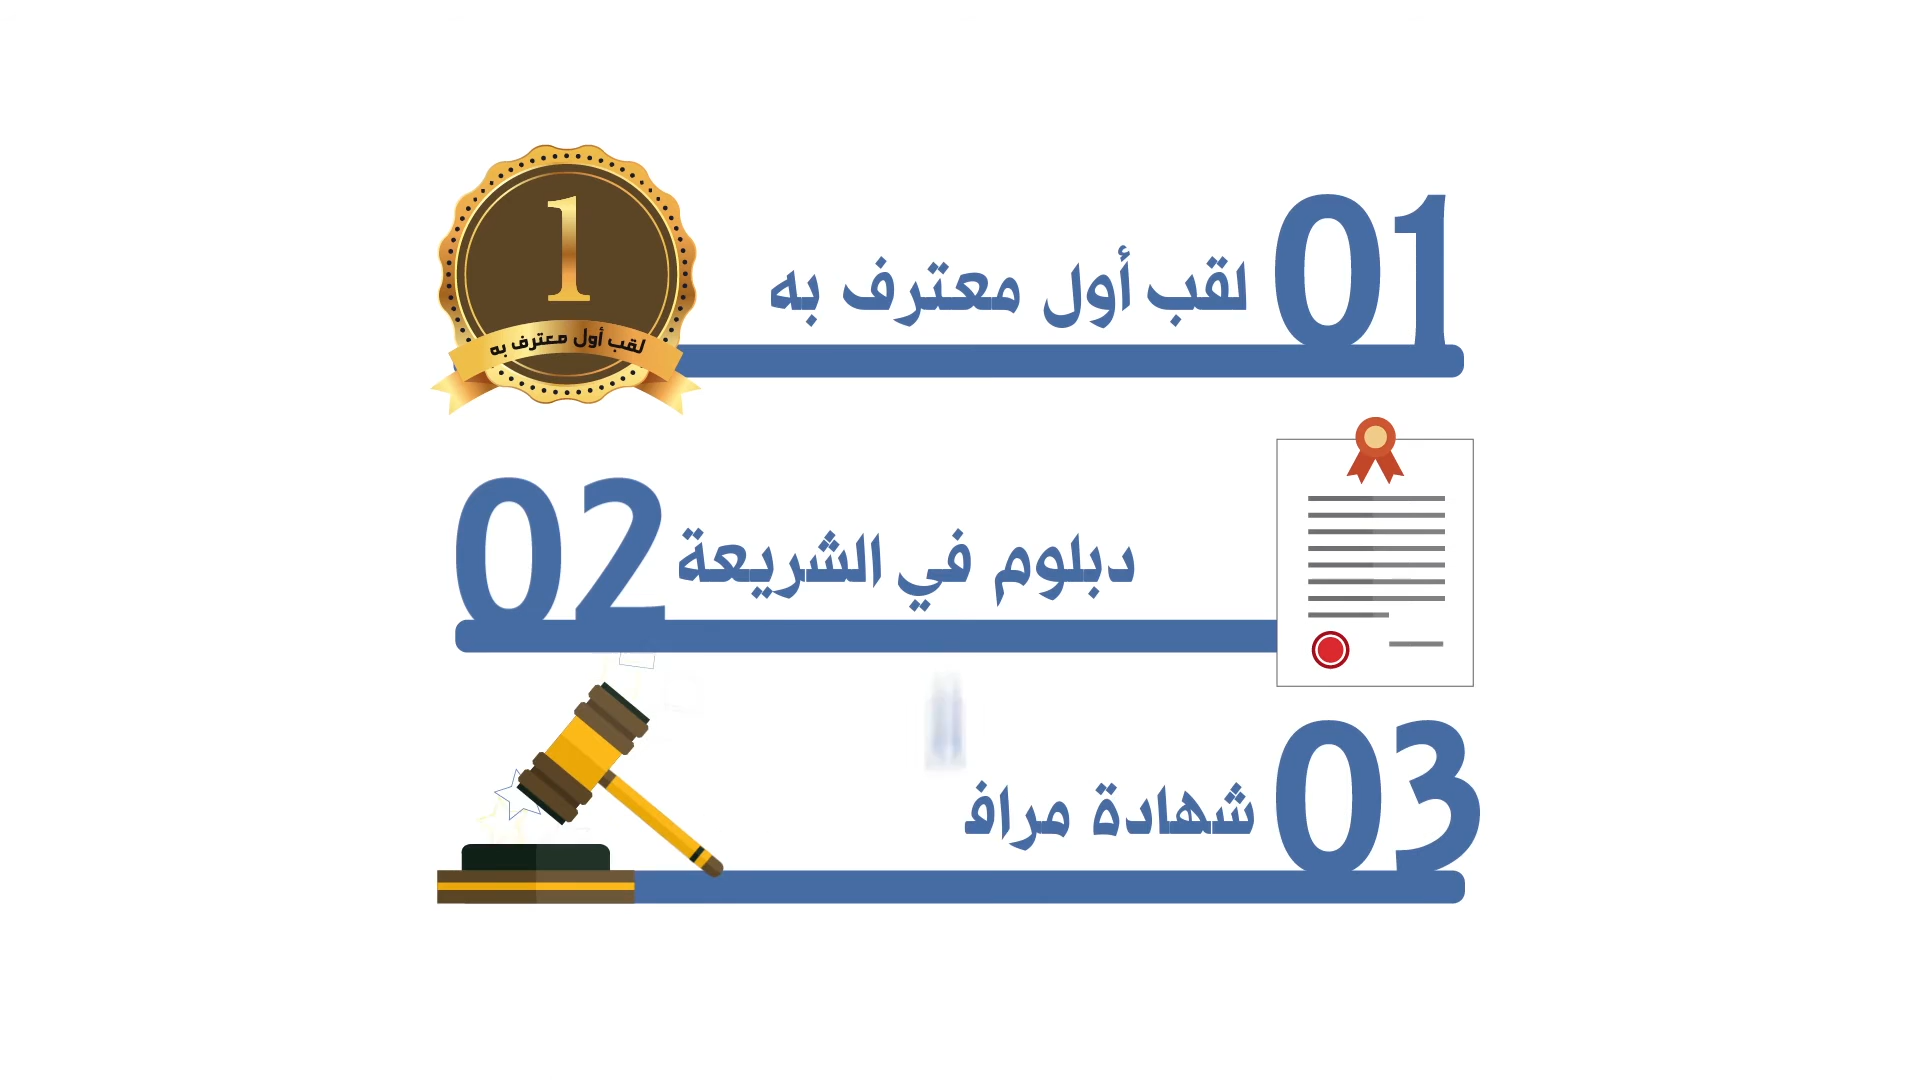 01 لقب أول معترف به
1
لقب أول معترف به
02 دبلوم في الشريعة
03 شهادة مراف